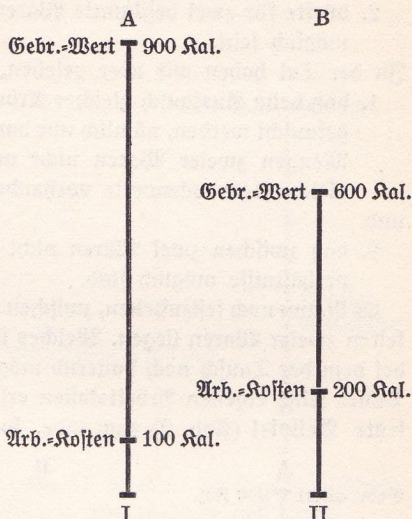 A B
Gebr.=Wert 900 Kal.
Gebr.=Wert 600 Kal.
Arb.=Kosten 200 Kal.
Arb.=Kosten 100 Kal.
I II